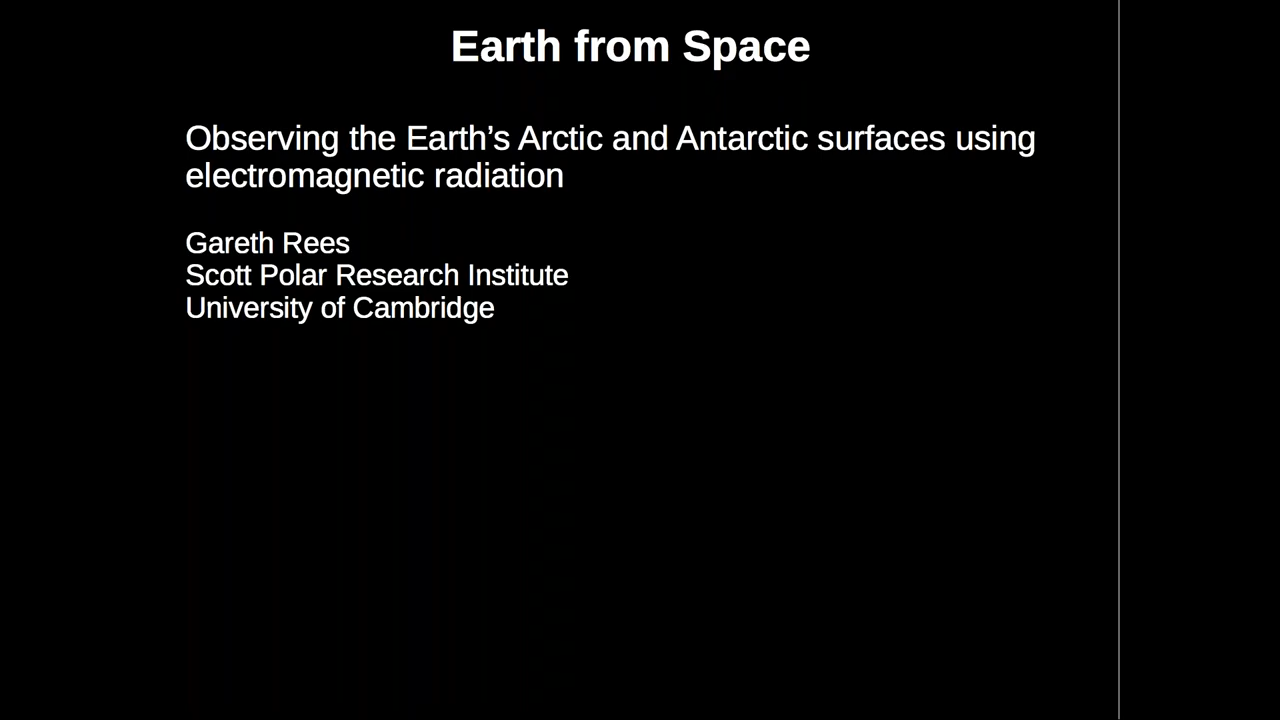 Earth from Space
Observing the Earth’s Arctic and Antarctic surfaces using
electromagnetic radiation
Gareth Rees
Scott Polar Research Institute
University of Cambridge